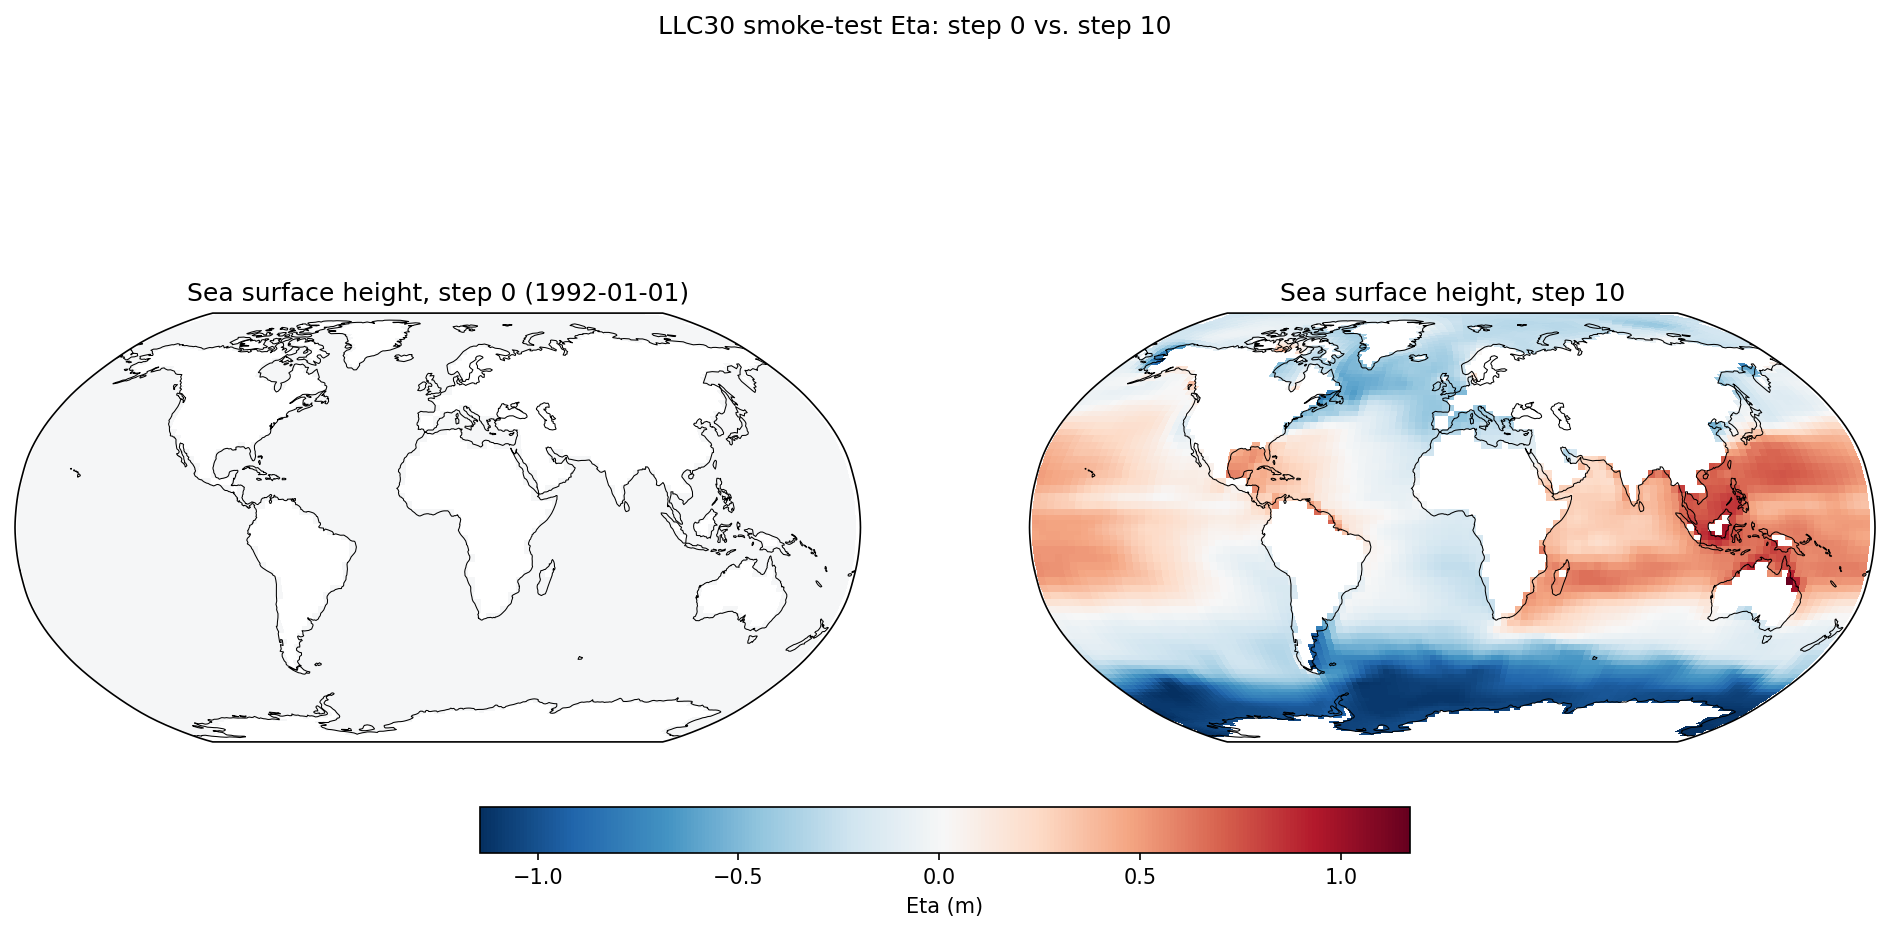 LLC30 smoke-test Eta: step 0 vs. step 10
Sea surface height, step 0 (1992-01-01)
Sea surface height, step 10
−1.0
−0.5
0.0
0.5
1.0
Eta (m)